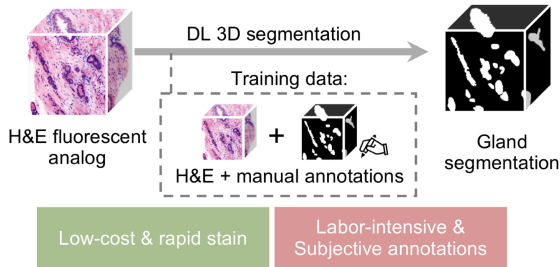 DL 3D segmentation
Training data:
H&E fluorescent
analog
+
H&E + manual annotations
Gland
segmentation
Low-cost & rapid stain
Labor-intensive &
Subjective annotations